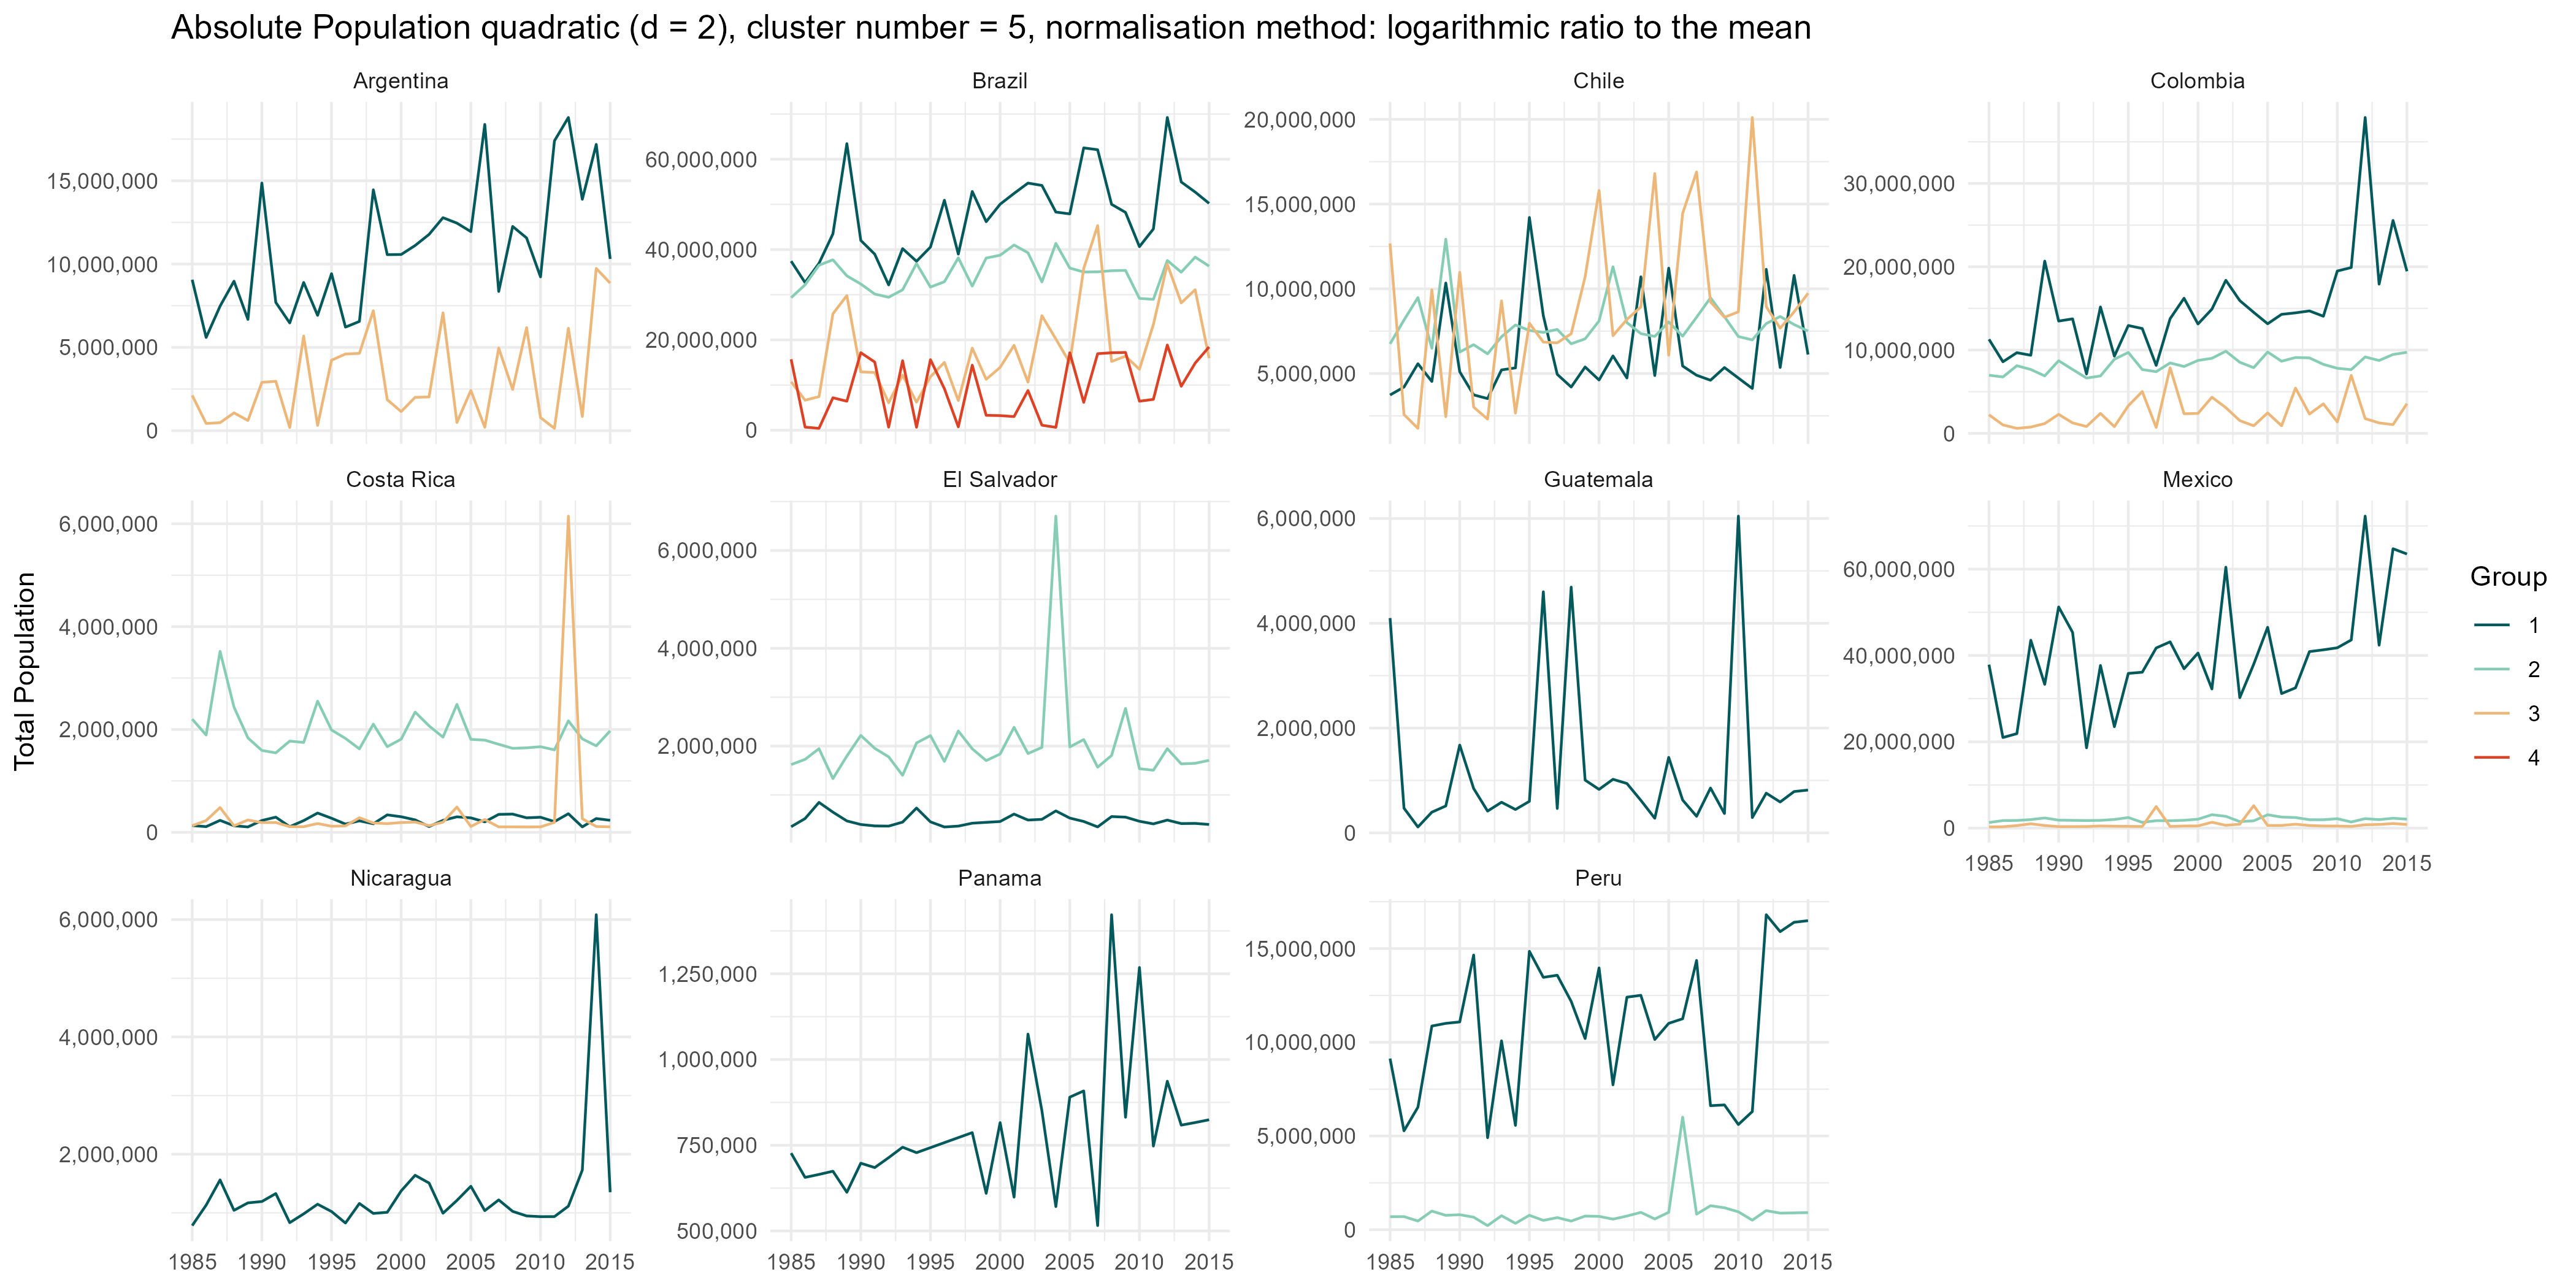 Absolute Population quadratic (d = 2), cluster number = 5, normalisation method: logarithmic ratio to the mean
Argentina
Brazil
Chile
Colombia
15,000,000
10,000,000
5,000,000
0
60,000,000
40,000,000
20,000,000
0
20,000,000
15,000,000
10,000,000
5,000,000
30,000,000
20,000,000
10,000,000
0
Costa Rica
El Salvador
Guatemala
Mexico
6,000,000
4,000,000
2,000,000
0
6,000,000
4,000,000
2,000,000
6,000,000
4,000,000
2,000,000
0
60,000,000
40,000,000
20,000,000
0
1985 1990 1995 2000 2005 2010 2015
Nicaragua
Panama
Peru
6,000,000
4,000,000
2,000,000
1985 1990 1995 2000 2005 2010 2015
1,250,000
1,000,000
750,000
500,000
1985 1990 1995 2000 2005 2010 2015
15,000,000
10,000,000
5,000,000
0
1985 1990 1995 2000 2005 2010 2015
Total Population
Group
1
2
3
4